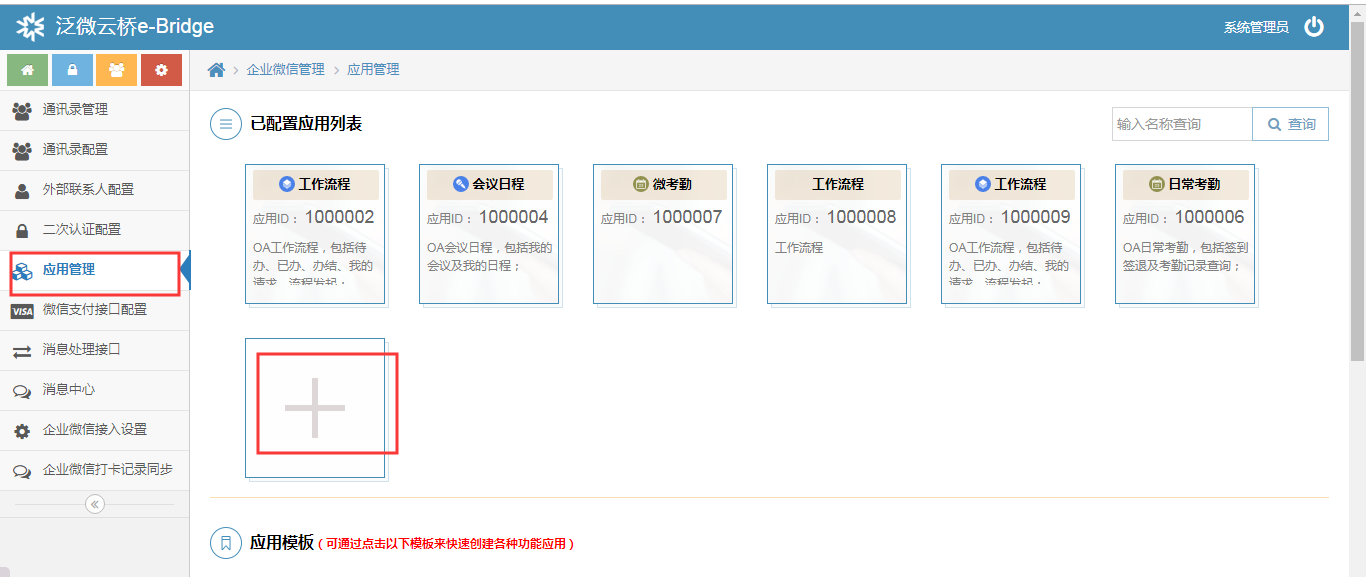 泛微云桥e-Bridge
系统管理员
企业微信管理 > 应用管理
通讯录管理
通讯录配置
外部联系人配置
二次认证配置
应用管理
VISA 微信支付接口配置
消息处理接口
消息中心
企业微信接入设置
企业微信打卡记录同步
已配置应用列表
输入名称查询 查询
工作流程
应用ID： 1000002
OA工作流程，包括待
办、已办、办结、我的
请求、流程发起；
会议日程
应用ID： 1000004
OA会议日程，包括我的
会议及我的日程；
微考勤
应用ID： 1000007
工作流程
应用ID： 1000008
工作流程
工作流程
应用ID： 1000009
OA工作流程，包括待
办、已办、办结、我的
请求、流程发起；
日常考勤
应用ID： 1000006
OA日常考勤，包括签到
签退及考勤记录查询；
应用模板（可通过点击以下模板来快速创建各种功能应用）